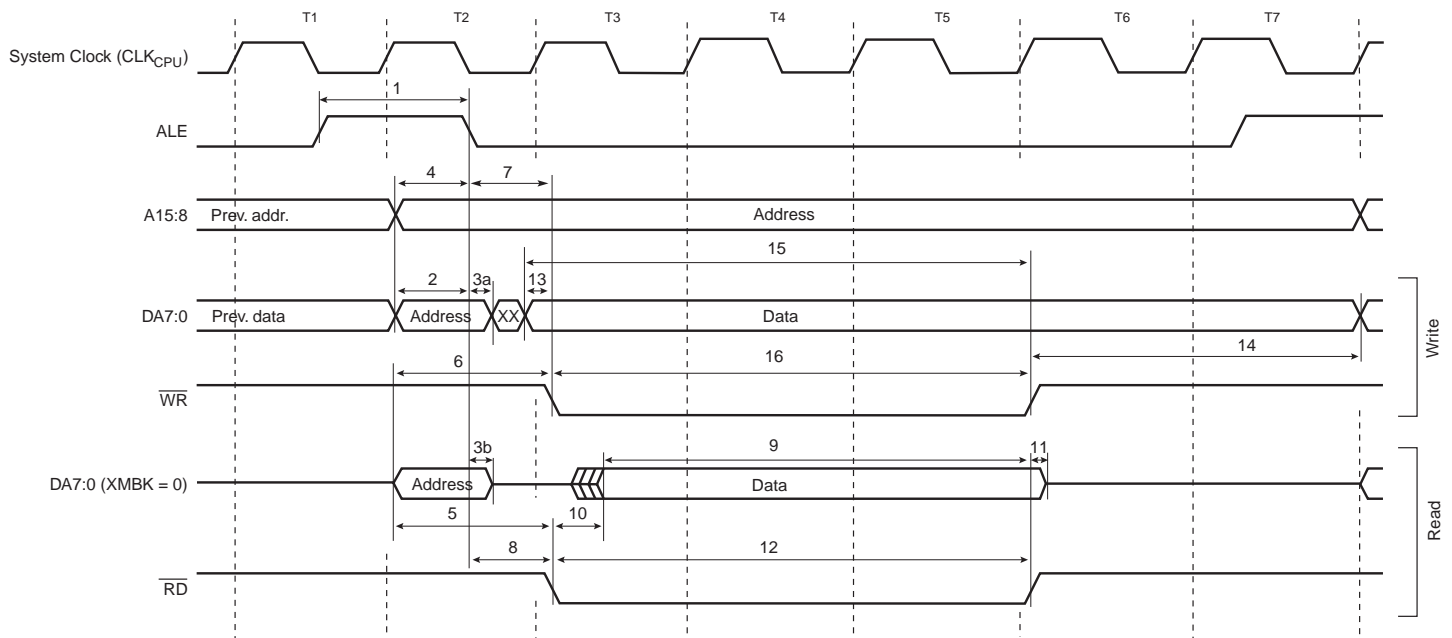 T1 T2 T3 T4 T5 T6 T7
System Clock (CLKCPU)
1
ALE
4 7
A15:8 Prev. addr. Address
15
2 3a 13
DA7:0 Prev. data Address XX Data
6 16 14
WR
Write
3b 9 11
DA7:0 (XMBK = 0) Address Data
5 10
8 12
RD
Read